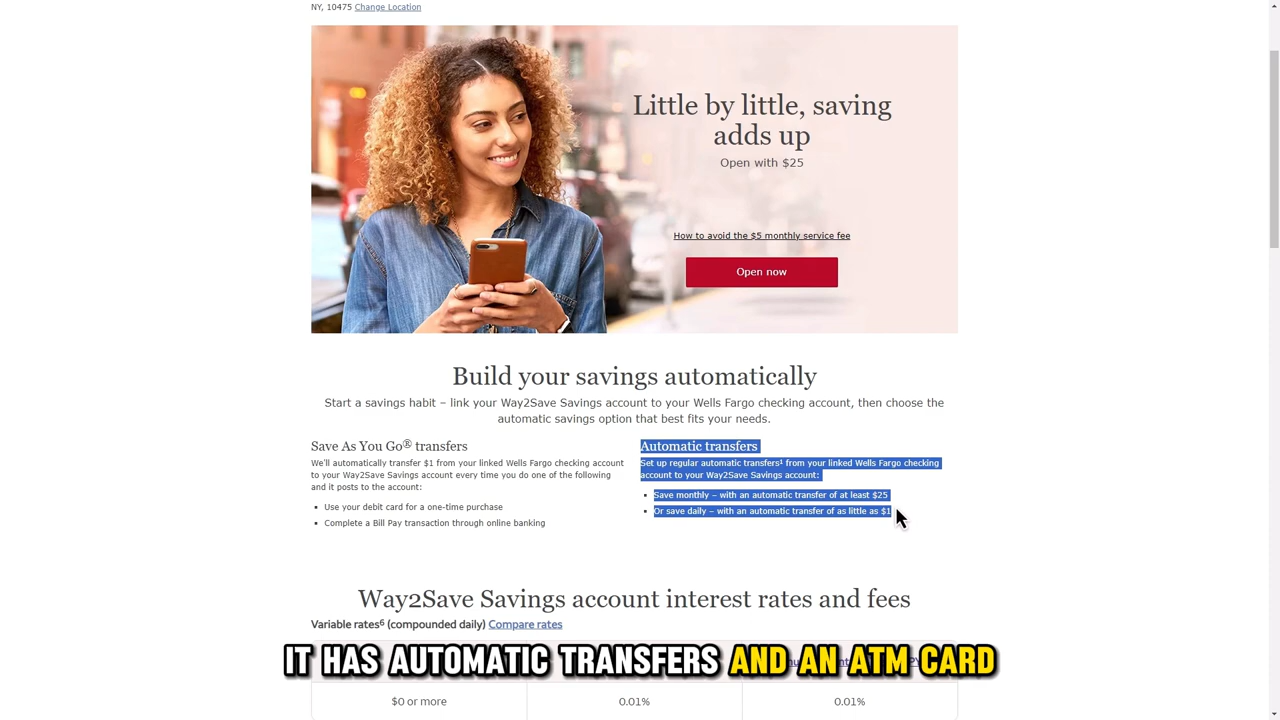 NY, 10475 Change Location
Little by little, saving
adds up
Open with $25
How to avoid the $5 monthly service fee
Open now
Build your savings automatically
Start a savings habit – link your Way2Save Savings account to your Wells Fargo checking account, then choose the
automatic savings option that best fits your needs.
Save As You Go® transfers
We'll automatically transfer $1 from your linked Wells Fargo checking account
to your Way2Save Savings account every time you do one of the following
and it posts to the account:
▪ Use your debit card for a one-time purchase
▪ Complete a Bill Pay transaction through online banking
Automatic transfers
Set up regular automatic transfers¹ from your linked Wells Fargo checking
account to your Way2Save Savings account:
▪ Save monthly – with an automatic transfer of at least $25
▪ Or save daily – with an automatic transfer of as little as $1
Way2Save Savings account interest rates and fees
Variable rates⁶ (compounded daily) Compare rates
IT HAS AUTOMATIC TRANSFERS AND AN ATM CARD
$0 or more 0.01% 0.01%